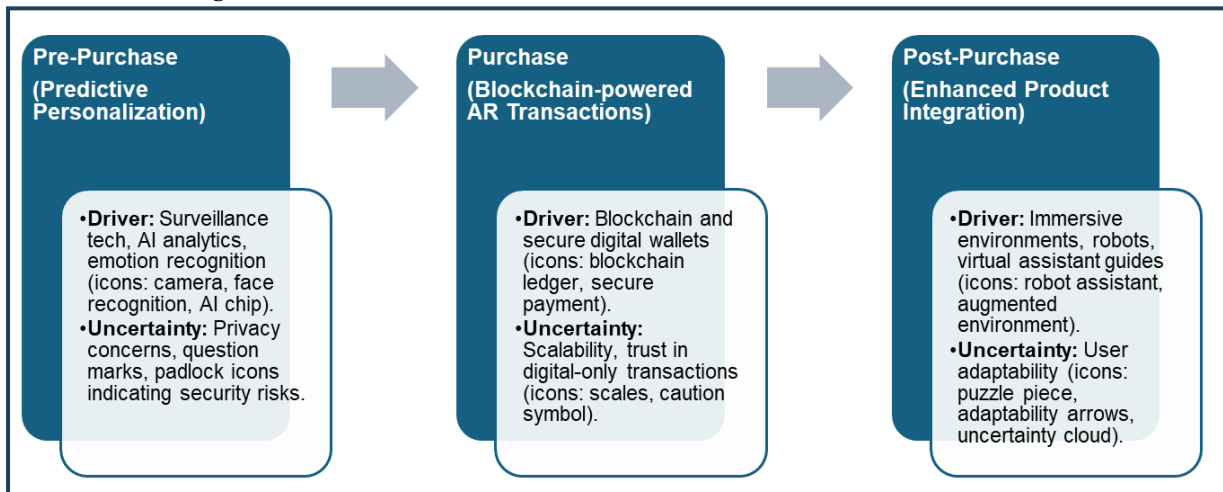 Pre-Purchase
(Predictive
Personalization)
•Driver: Surveillance
tech, AI analytics,
emotion recognition
(icons: camera, face
recognition, AI chip).
•Uncertainty: Privacy
concerns, question
marks, padlock icons
indicating security risks.
Purchase
(Blockchain-powered
AR Transactions)
•Driver: Blockchain and
secure digital wallets
(icons: blockchain
ledger, secure
payment).
•Uncertainty:
Scalability, trust in
digital-only transactions
(icons: scales, caution
symbol).
Post-Purchase
(Enhanced Product
Integration)
•Driver: Immersive
environments, robots,
virtual assistant guides
(icons: robot assistant,
augmented
environment).
•Uncertainty: User
adaptability (icons:
puzzle piece,
adaptability arrows,
uncertainty cloud).